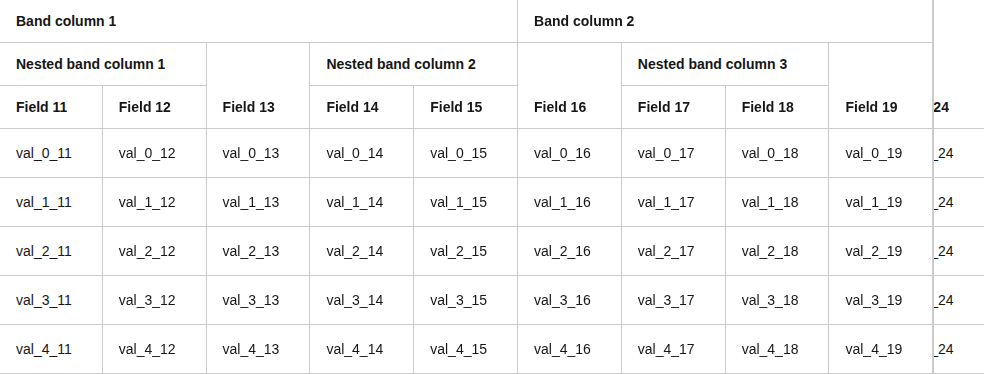 Band column 1 Band column 2
Nested band column 1 Nested band column 2 Nested band column 3
Field 11 Field 12 Field 13 Field 14 Field 15 Field 16 Field 17 Field 18 Field 19 24
val_0_11 val_0_12 val_0_13 val_0_14 val_0_15 val_0_16 val_0_17 val_0_18 val_0_19 _24
val_1_11 val_1_12 val_1_13 val_1_14 val_1_15 val_1_16 val_1_17 val_1_18 val_1_19 _24
val_2_11 val_2_12 val_2_13 val_2_14 val_2_15 val_2_16 val_2_17 val_2_18 val_2_19 _24
val_3_11 val_3_12 val_3_13 val_3_14 val_3_15 val_3_16 val_3_17 val_3_18 val_3_19 _24
val_4_11 val_4_12 val_4_13 val_4_14 val_4_15 val_4_16 val_4_17 val_4_18 val_4_19 _24